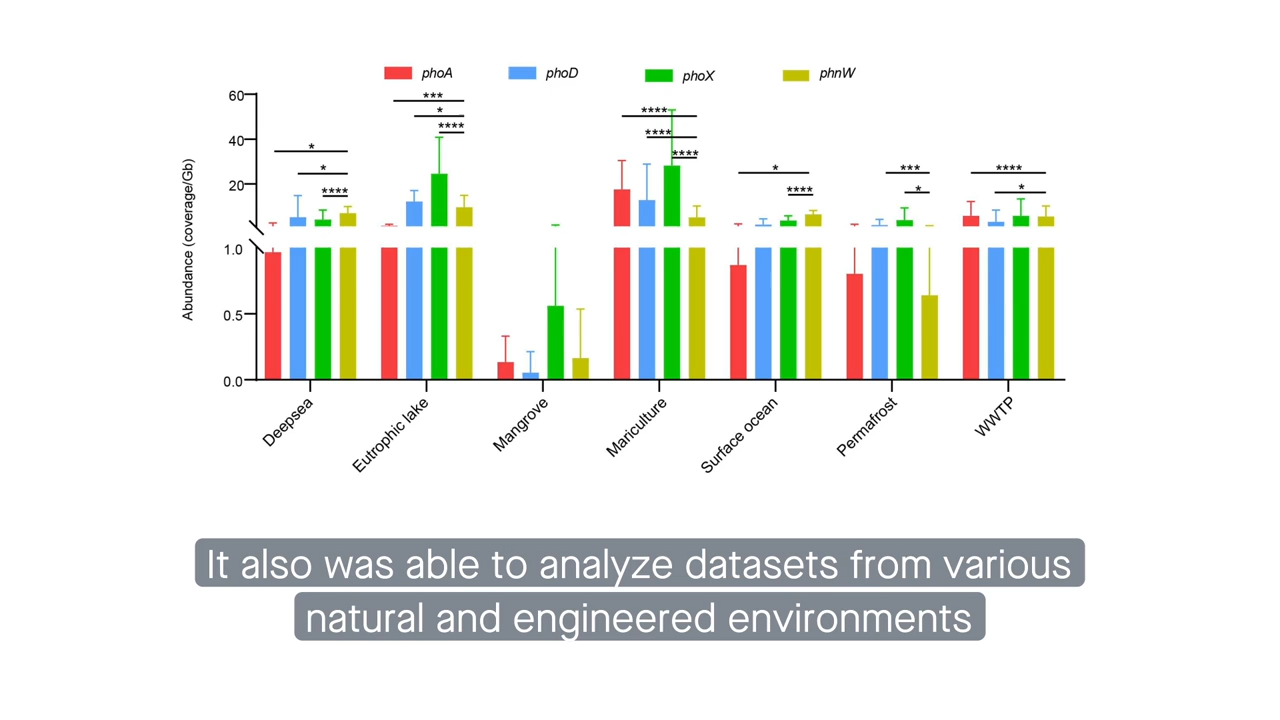 phoA phoD phoX phnW
60
40
20
1.0
0.5
0.0
Abundance (coverage/Gb)
*
*
****
***
*
****
****
****
****
*
****
***
*
****
*
Deepsea
Eutrophic lake
Mangrove
Mariculture
Surface ocean
Permafrost
WWTP
It also was able to analyze datasets from various
natural and engineered environments